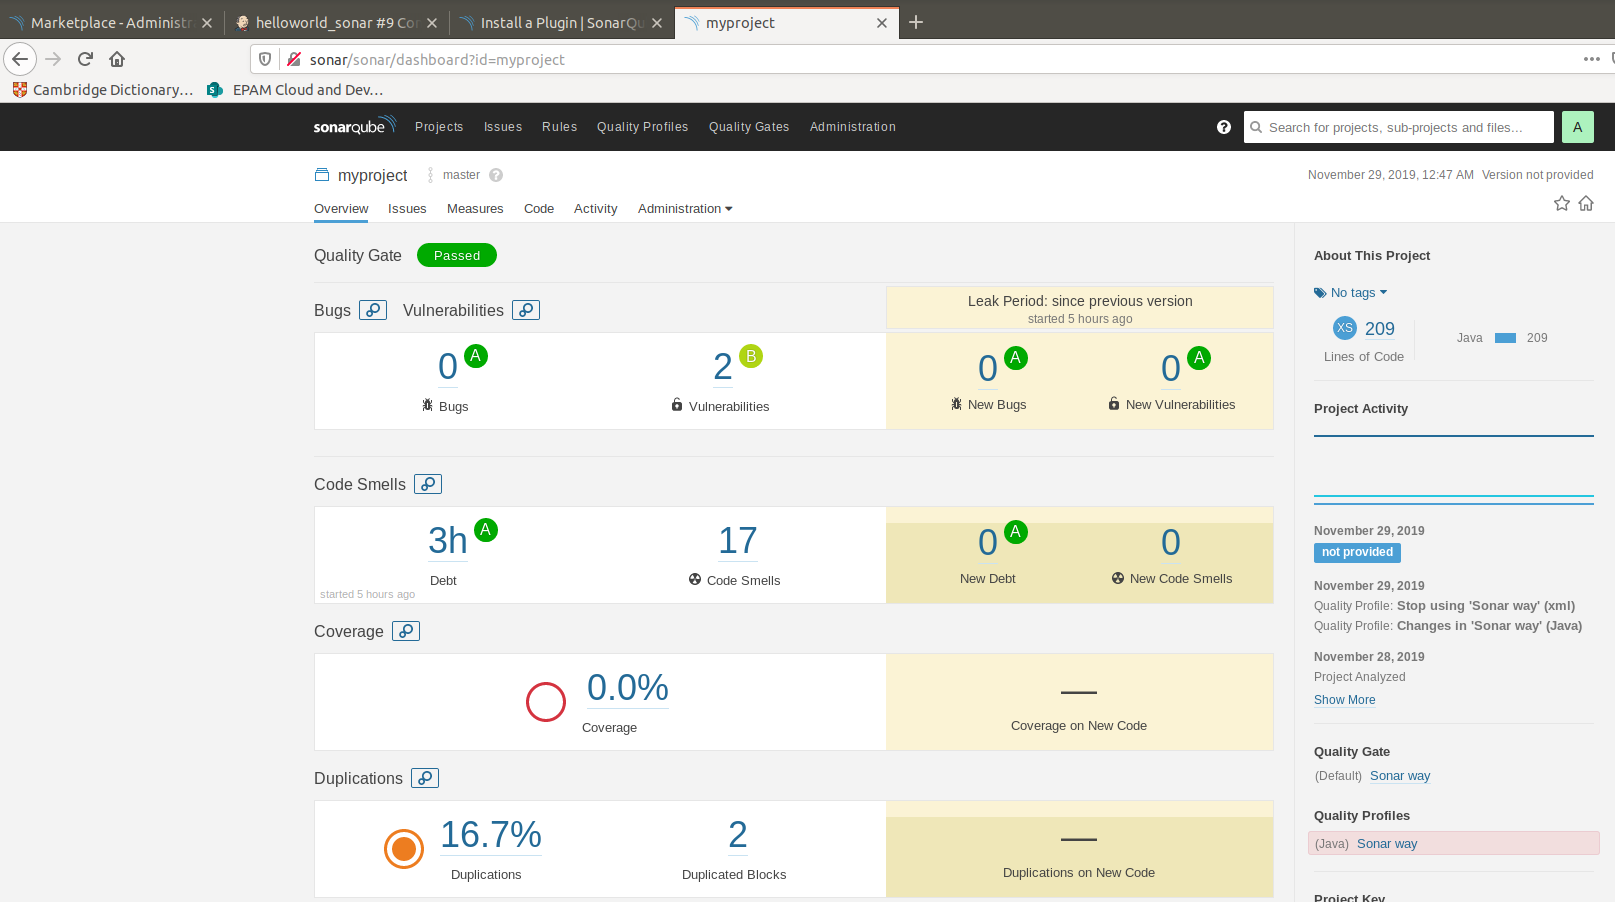 Marketplace - Administr
helloworld_sonar #9 Co
Install a Plugin | SonarQu
myproject
sonar/sonar/dashboard?id=myproject
Cambridge Dictionary...
EPAM Cloud and Dev...
sonarqube
Projects
Issues
Rules
Quality Profiles
Quality Gates
Administration
Search for projects, sub-projects and files...
A
myproject
master
November 29, 2019, 12:47 AM Version not provided
Overview
Issues
Measures
Code
Activity
Administration
Quality Gate Passed
Bugs
Vulnerabilities
Leak Period: since previous version
started 5 hours ago
0 A
Bugs
2 B
Vulnerabilities
0 A
New Bugs
0 A
New Vulnerabilities
Code Smells
3h A
Debt
started 5 hours ago
17
Code Smells
0 A
New Debt
0
New Code Smells
Coverage
0.0%
Coverage
—
Coverage on New Code
Duplications
16.7%
Duplications
2
Duplicated Blocks
—
Duplications on New Code
About This Project
No tags
XS 209
Lines of Code
Java 209
Project Activity
November 29, 2019
not provided
November 29, 2019
Quality Profile: Stop using 'Sonar way' (xml)
Quality Profile: Changes in 'Sonar way' (Java)
November 28, 2019
Project Analyzed
Show More
Quality Gate
(Default) Sonar way
Quality Profiles
(Java) Sonar way
Project Key